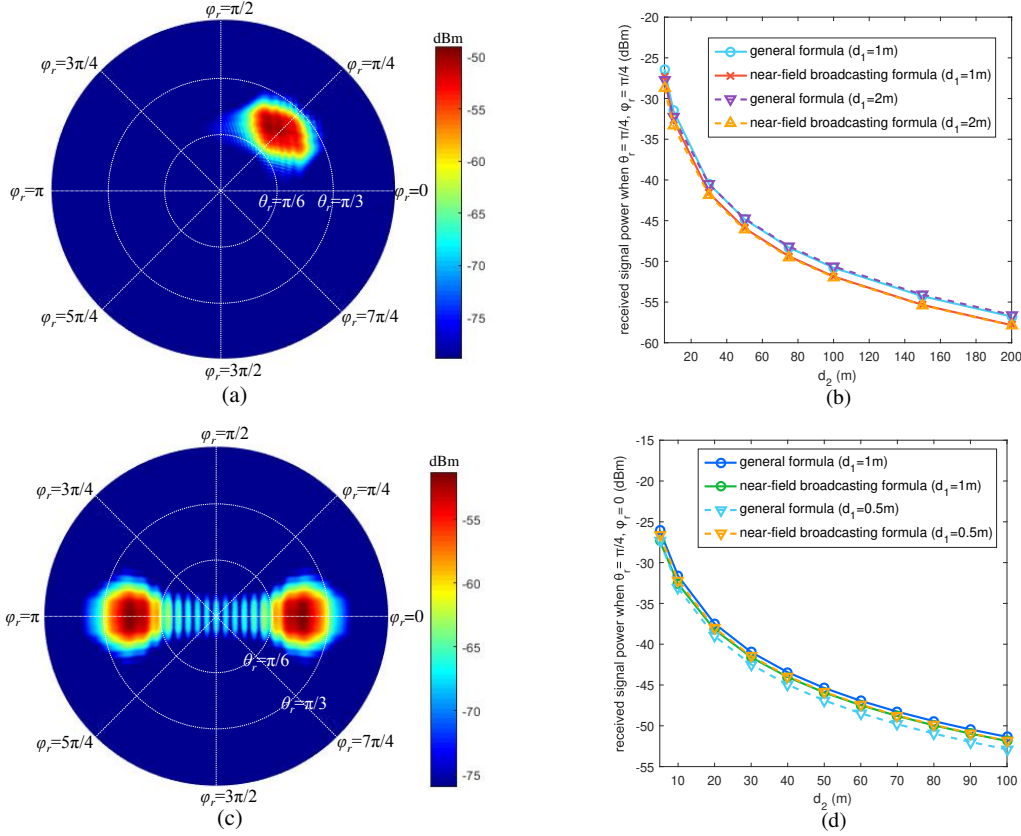 (a)
φr=π/2
φr=3π/4
φr=π/4
φr=π
φr=0
θr=π/6
θr=π/3
φr=5π/4
φr=7π/4
φr=3π/2
dBm
-50
-55
-60
-65
-70
-75
(a)
received signal power when θr= π/4, φr= π/4 (dBm)
-20
-25
-30
-35
-40
-45
-50
-55
-60
general formula (d1=1m)
near-field broadcasting formula (d1=1m)
general formula (d1=2m)
near-field broadcasting formula (d1=2m)
20 40 60 80 100 120 140 160 180 200
d2 (m)
(b)
φr=π/2
φr=3π/4
φr=π/4
φr=π
φr=0
θr=π/6
θr=π/3
φr=5π/4
φr=7π/4
φr=3π/2
dBm
-55
-60
-65
-70
-75
(c)
received signal power when θr= π/4, φr= 0 (dBm)
-15
-20
-25
-30
-35
-40
-45
-50
-55
general formula (d1=1m)
near-field broadcasting formula (d1=1m)
general formula (d1=0.5m)
near-field broadcasting formula (d1=0.5m)
10 20 30 40 50 60 70 80 90 100
d2 (m)
(d)